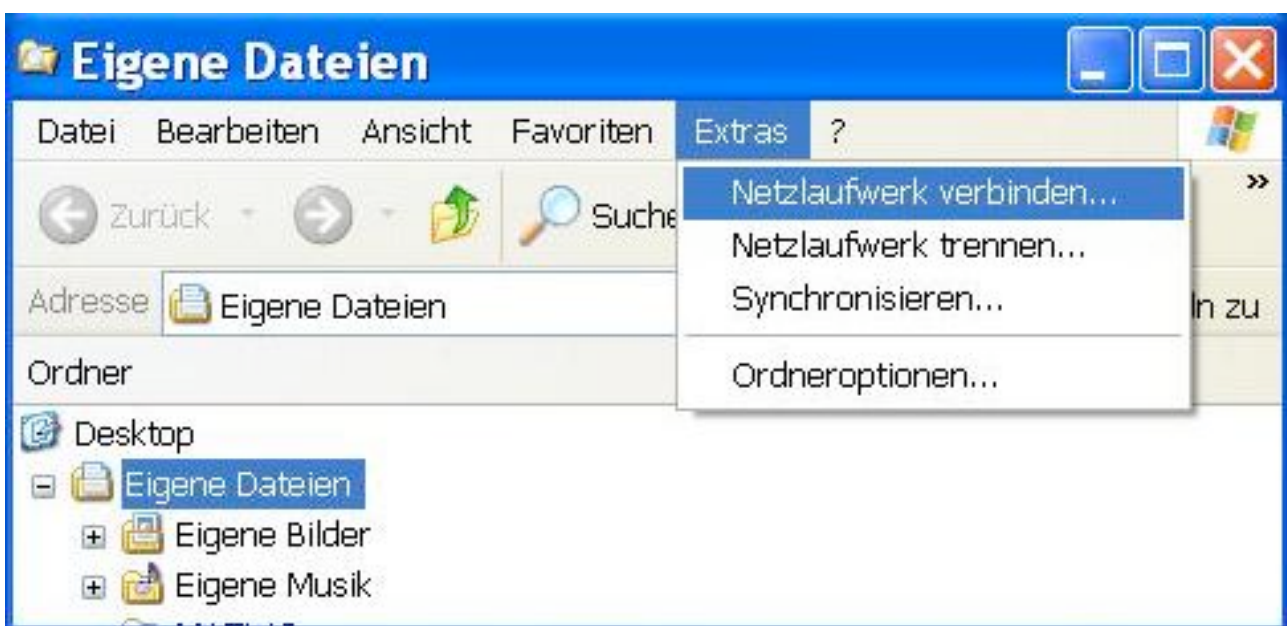 Eigene Dateien
Datei Bearbeiten Ansicht Favoriten Extras ?
Netzlaufwerk verbinden...
Netzlaufwerk trennen...
Synchronisieren...
Ordneroptionen...
Zurück
Adresse Eigene Dateien
zu
Ordner
Desktop
Eigene Dateien
Eigene Bilder
Eigene Musik